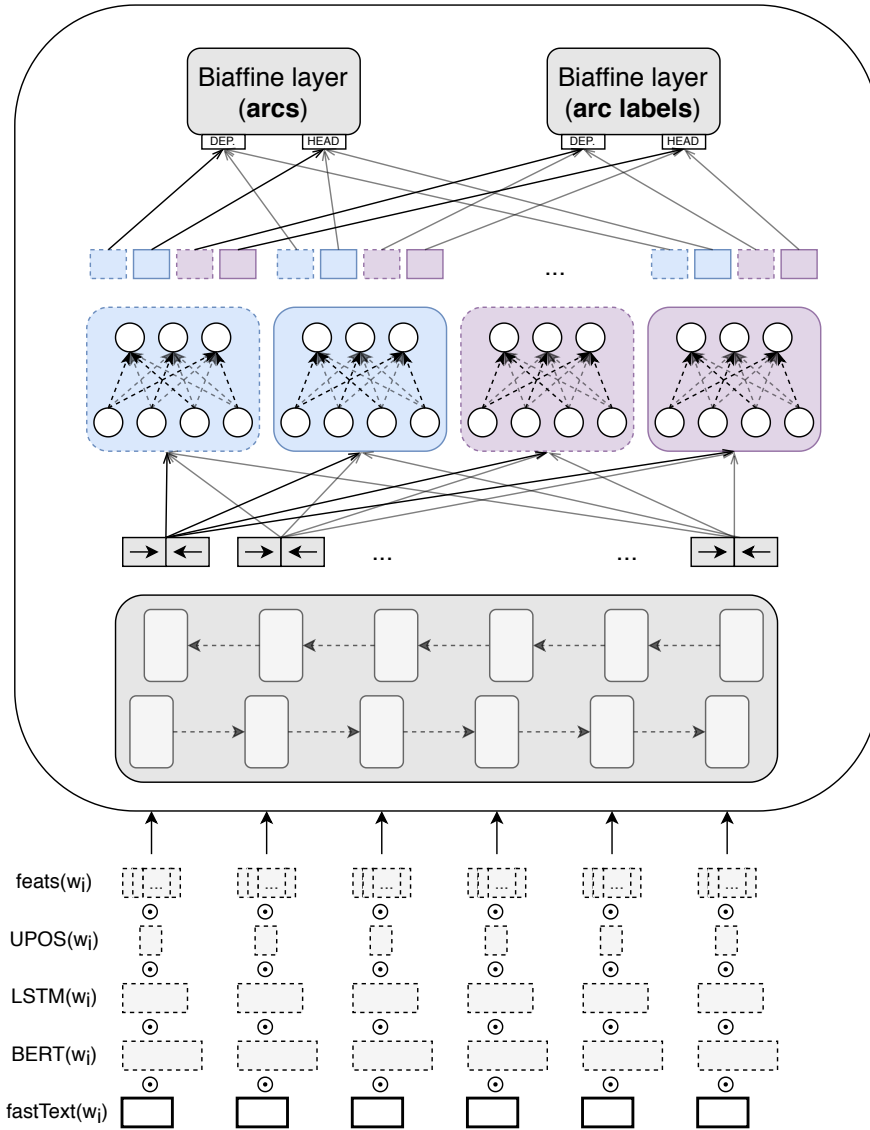 Biaffine layer
(arcs)
Biaffine layer
(arc labels)
DEP. HEAD
DEP. HEAD
...
... ...
feats(wi) ... ... ... ... ... ...
UPOS(wi)
LSTM(wi)
BERT(wi)
fastText(wi)